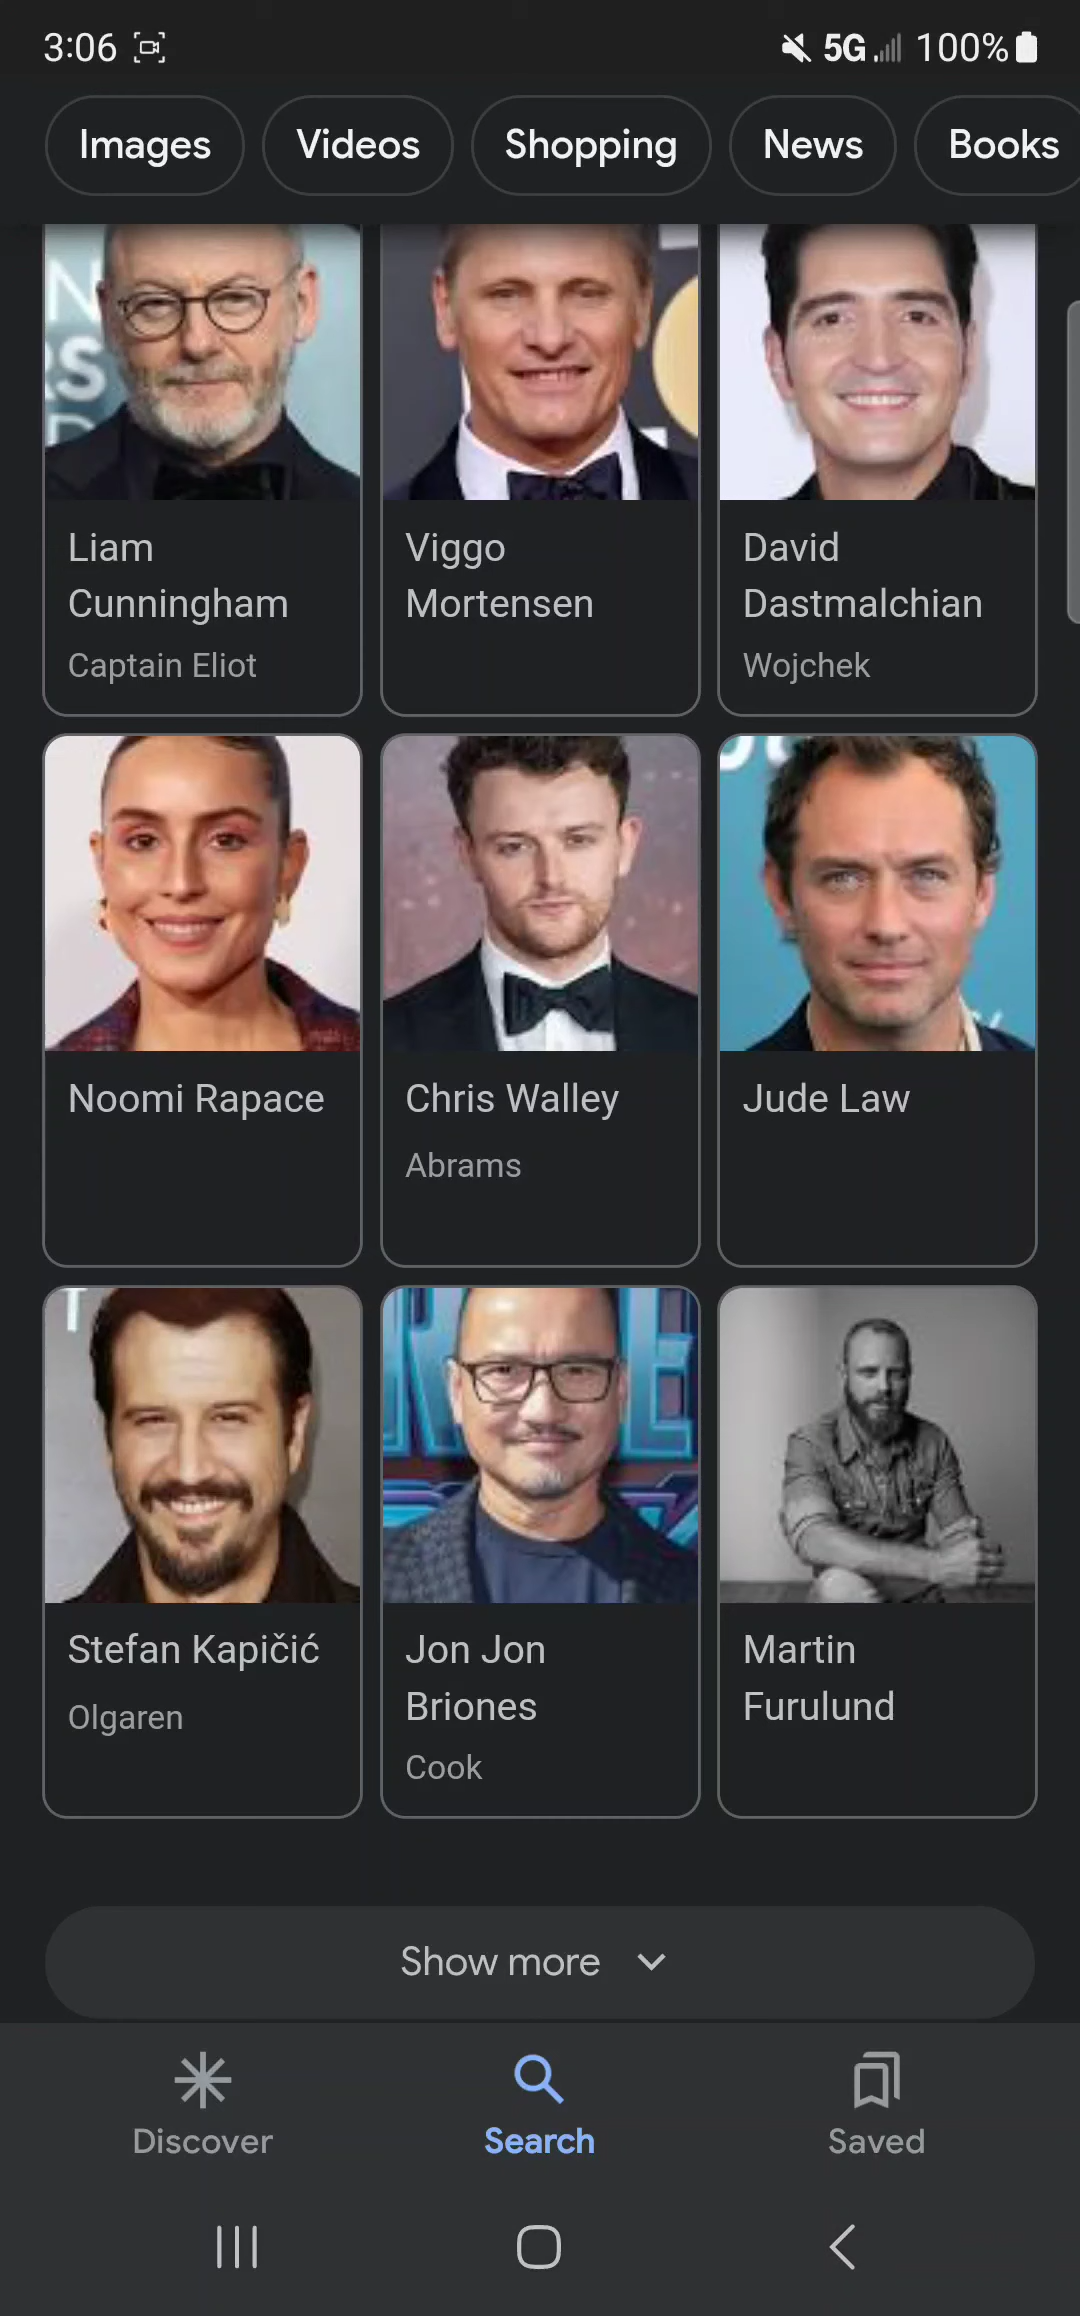 3:06 5G 100%
Images Videos Shopping News Books
Liam
Cunningham
Captain Eliot
Viggo
Mortensen
David
Dastmalchian
Wojchek
Noomi Rapace
Chris Walley
Abrams
Jude Law
Stefan Kapičić
Olgaren
Jon Jon
Briones
Cook
Martin
Furulund
Show more
Discover Search Saved